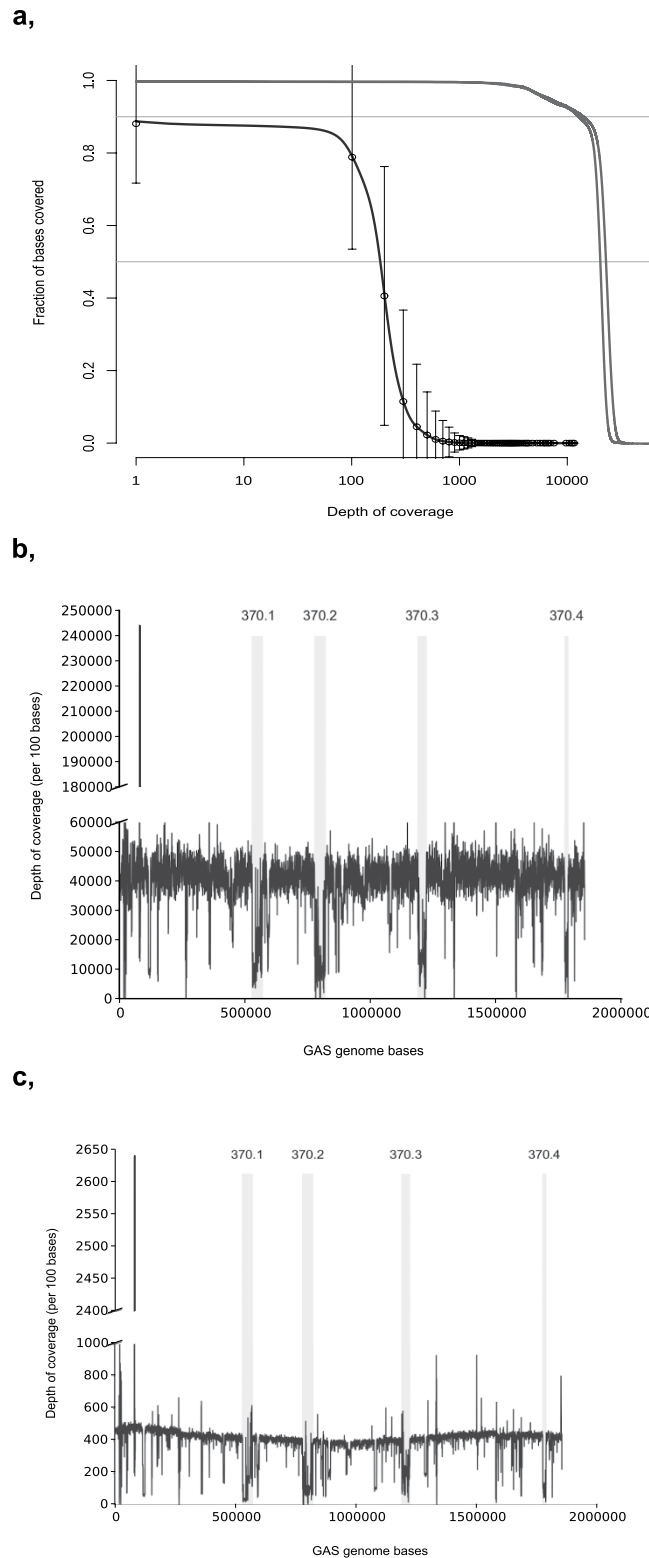 a,
1.0
0.8
0.6
0.4
0.2
0.0
Fraction of bases covered
1 10 100 1000 10000
Depth of coverage
b,
370.1 370.2 370.3 370.4
250000
240000
230000
220000
210000
200000
190000
180000
60000
50000
40000
30000
20000
10000
0
Depth of coverage (per 100 bases)
0 500000 1000000 1500000 2000000
GAS genome bases
c,
370.1 370.2 370.3 370.4
2650
2600
2550
2500
2450
2400
1000
800
600
400
200
0
Depth of coverage (per 100 bases)
0 500000 1000000 1500000 2000000
GAS genome bases